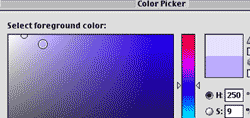 Color Picker
Select foreground color:
H: 250
S: 9